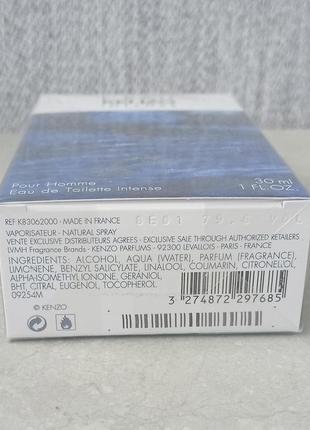 Pour Homme
30 ml
Eau de Toilette Intense
1 FL.OZ.
REF K83062000 - MADE IN FRANCE
VAPORISATEUR - NATURAL SPRAY
VENTE EXCLUSIVE DISTRIBUTEURS AGREES - EXCLUSIVE SALE THROUGH AUTHORIZED RETAILERS
LVMH Fragrance Brands - KENZO PARFUMS - 92300 LEVALLOIS - PARIS - FRANCE
INGREDIENTS: ALCOHOL, AQUA (WATER), PARFUM (FRAGRANCE),
LIMONENE, BENZYL SALICYLATE, LINALOOL, COUMARIN, CITRONELLOL,
ALPHA-ISOMETHYL IONONE, GERANIOL,
BHT, CITRAL, EUGENOL, TOCOPHEROL
09254M
3 274872 297685
© KENZO